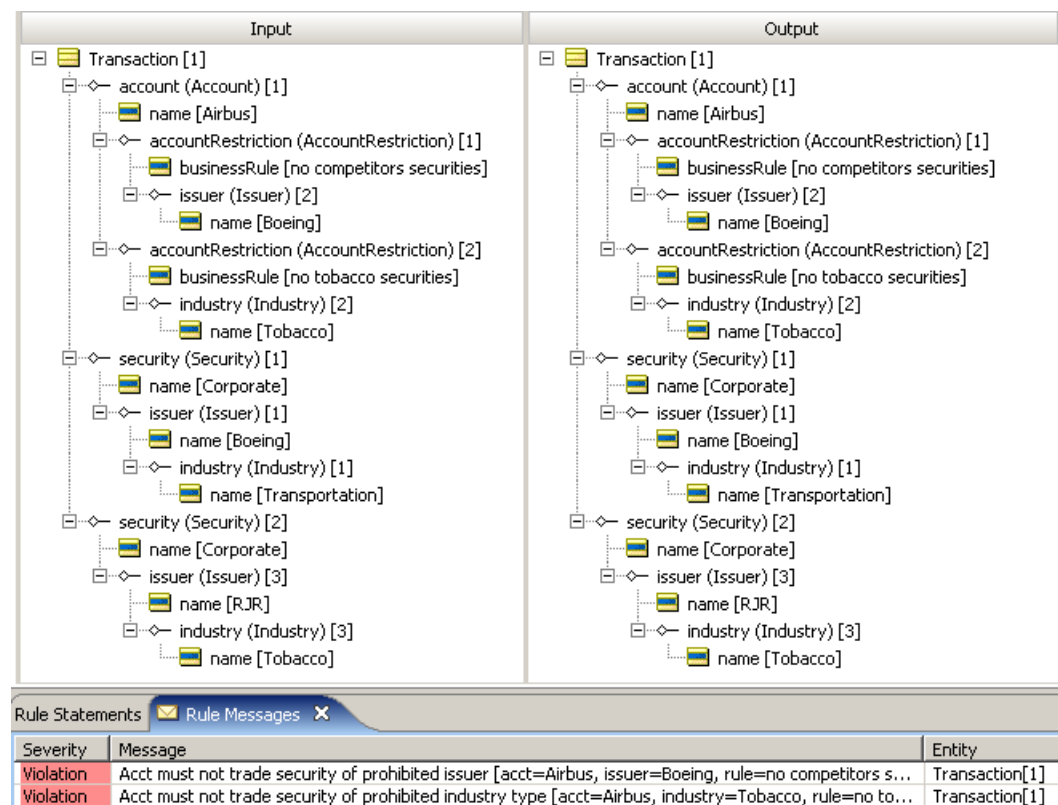 Input
Transaction [1]
account (Account) [1]
name [Airbus]
accountRestriction (AccountRestriction) [1]
businessRule [no competitors securities]
issuer (Issuer) [2]
name [Boeing]
accountRestriction (AccountRestriction) [2]
businessRule [no tobacco securities]
industry (Industry) [2]
name [Tobacco]
security (Security) [1]
name [Corporate]
issuer (Issuer) [1]
name [Boeing]
industry (Industry) [1]
name [Transportation]
security (Security) [2]
name [Corporate]
issuer (Issuer) [3]
name [RJR]
industry (Industry) [3]
name [Tobacco]
Output
Transaction [1]
account (Account) [1]
name [Airbus]
accountRestriction (AccountRestriction) [1]
businessRule [no competitors securities]
issuer (Issuer) [2]
name [Boeing]
accountRestriction (AccountRestriction) [2]
businessRule [no tobacco securities]
industry (Industry) [2]
name [Tobacco]
security (Security) [1]
name [Corporate]
issuer (Issuer) [1]
name [Boeing]
industry (Industry) [1]
name [Transportation]
security (Security) [2]
name [Corporate]
issuer (Issuer) [3]
name [RJR]
industry (Industry) [3]
name [Tobacco]
Rule Statements Rule Messages
Severity Message Entity
Violation Acct must not trade security of prohibited issuer [acct=Airbus, issuer=Boeing, rule=no competitors s... Transaction[1]
Violation Acct must not trade security of prohibited industry type [acct=Airbus, industry=Tobacco, rule=no to... Transaction[1]